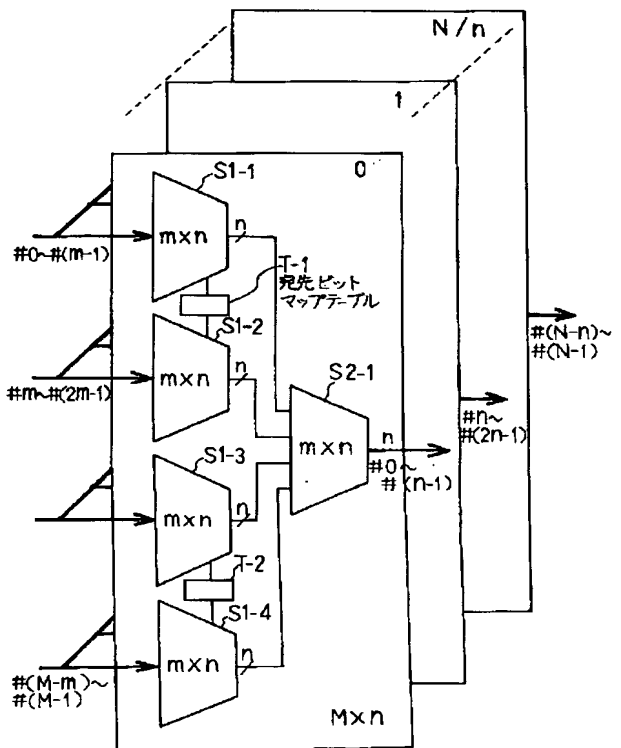 N/n
1
0
S1-1
m×n
n
#0~#(m-1)
T-1
宛先ビット
マップテーブル
S1-2
m×n
n
#m~#(2m-1)
#(N-n)~
#(N-1)
S2-1
m×n
n
#0~
#(n-1)
#n~
#(2n-1)
S1-3
m×n
n
T-2
S1-4
m×n
n
#(M-m)~
#(M-1)
M×n